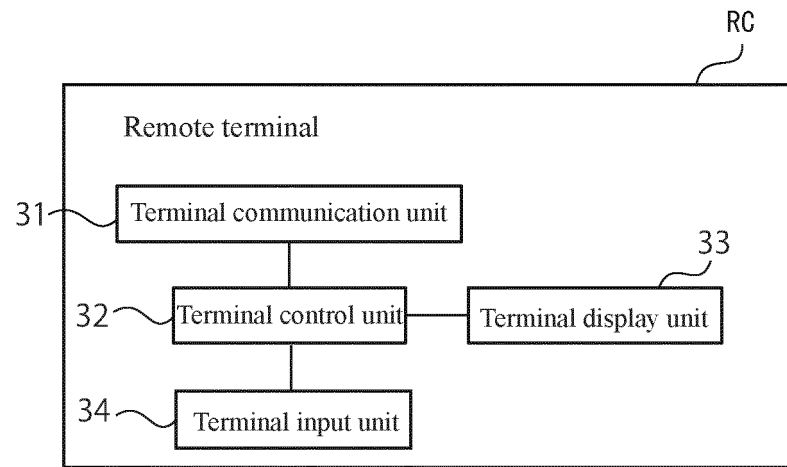 RC
Remote terminal
31
Terminal communication unit
33
32
Terminal control unit
Terminal display unit
34
Terminal input unit